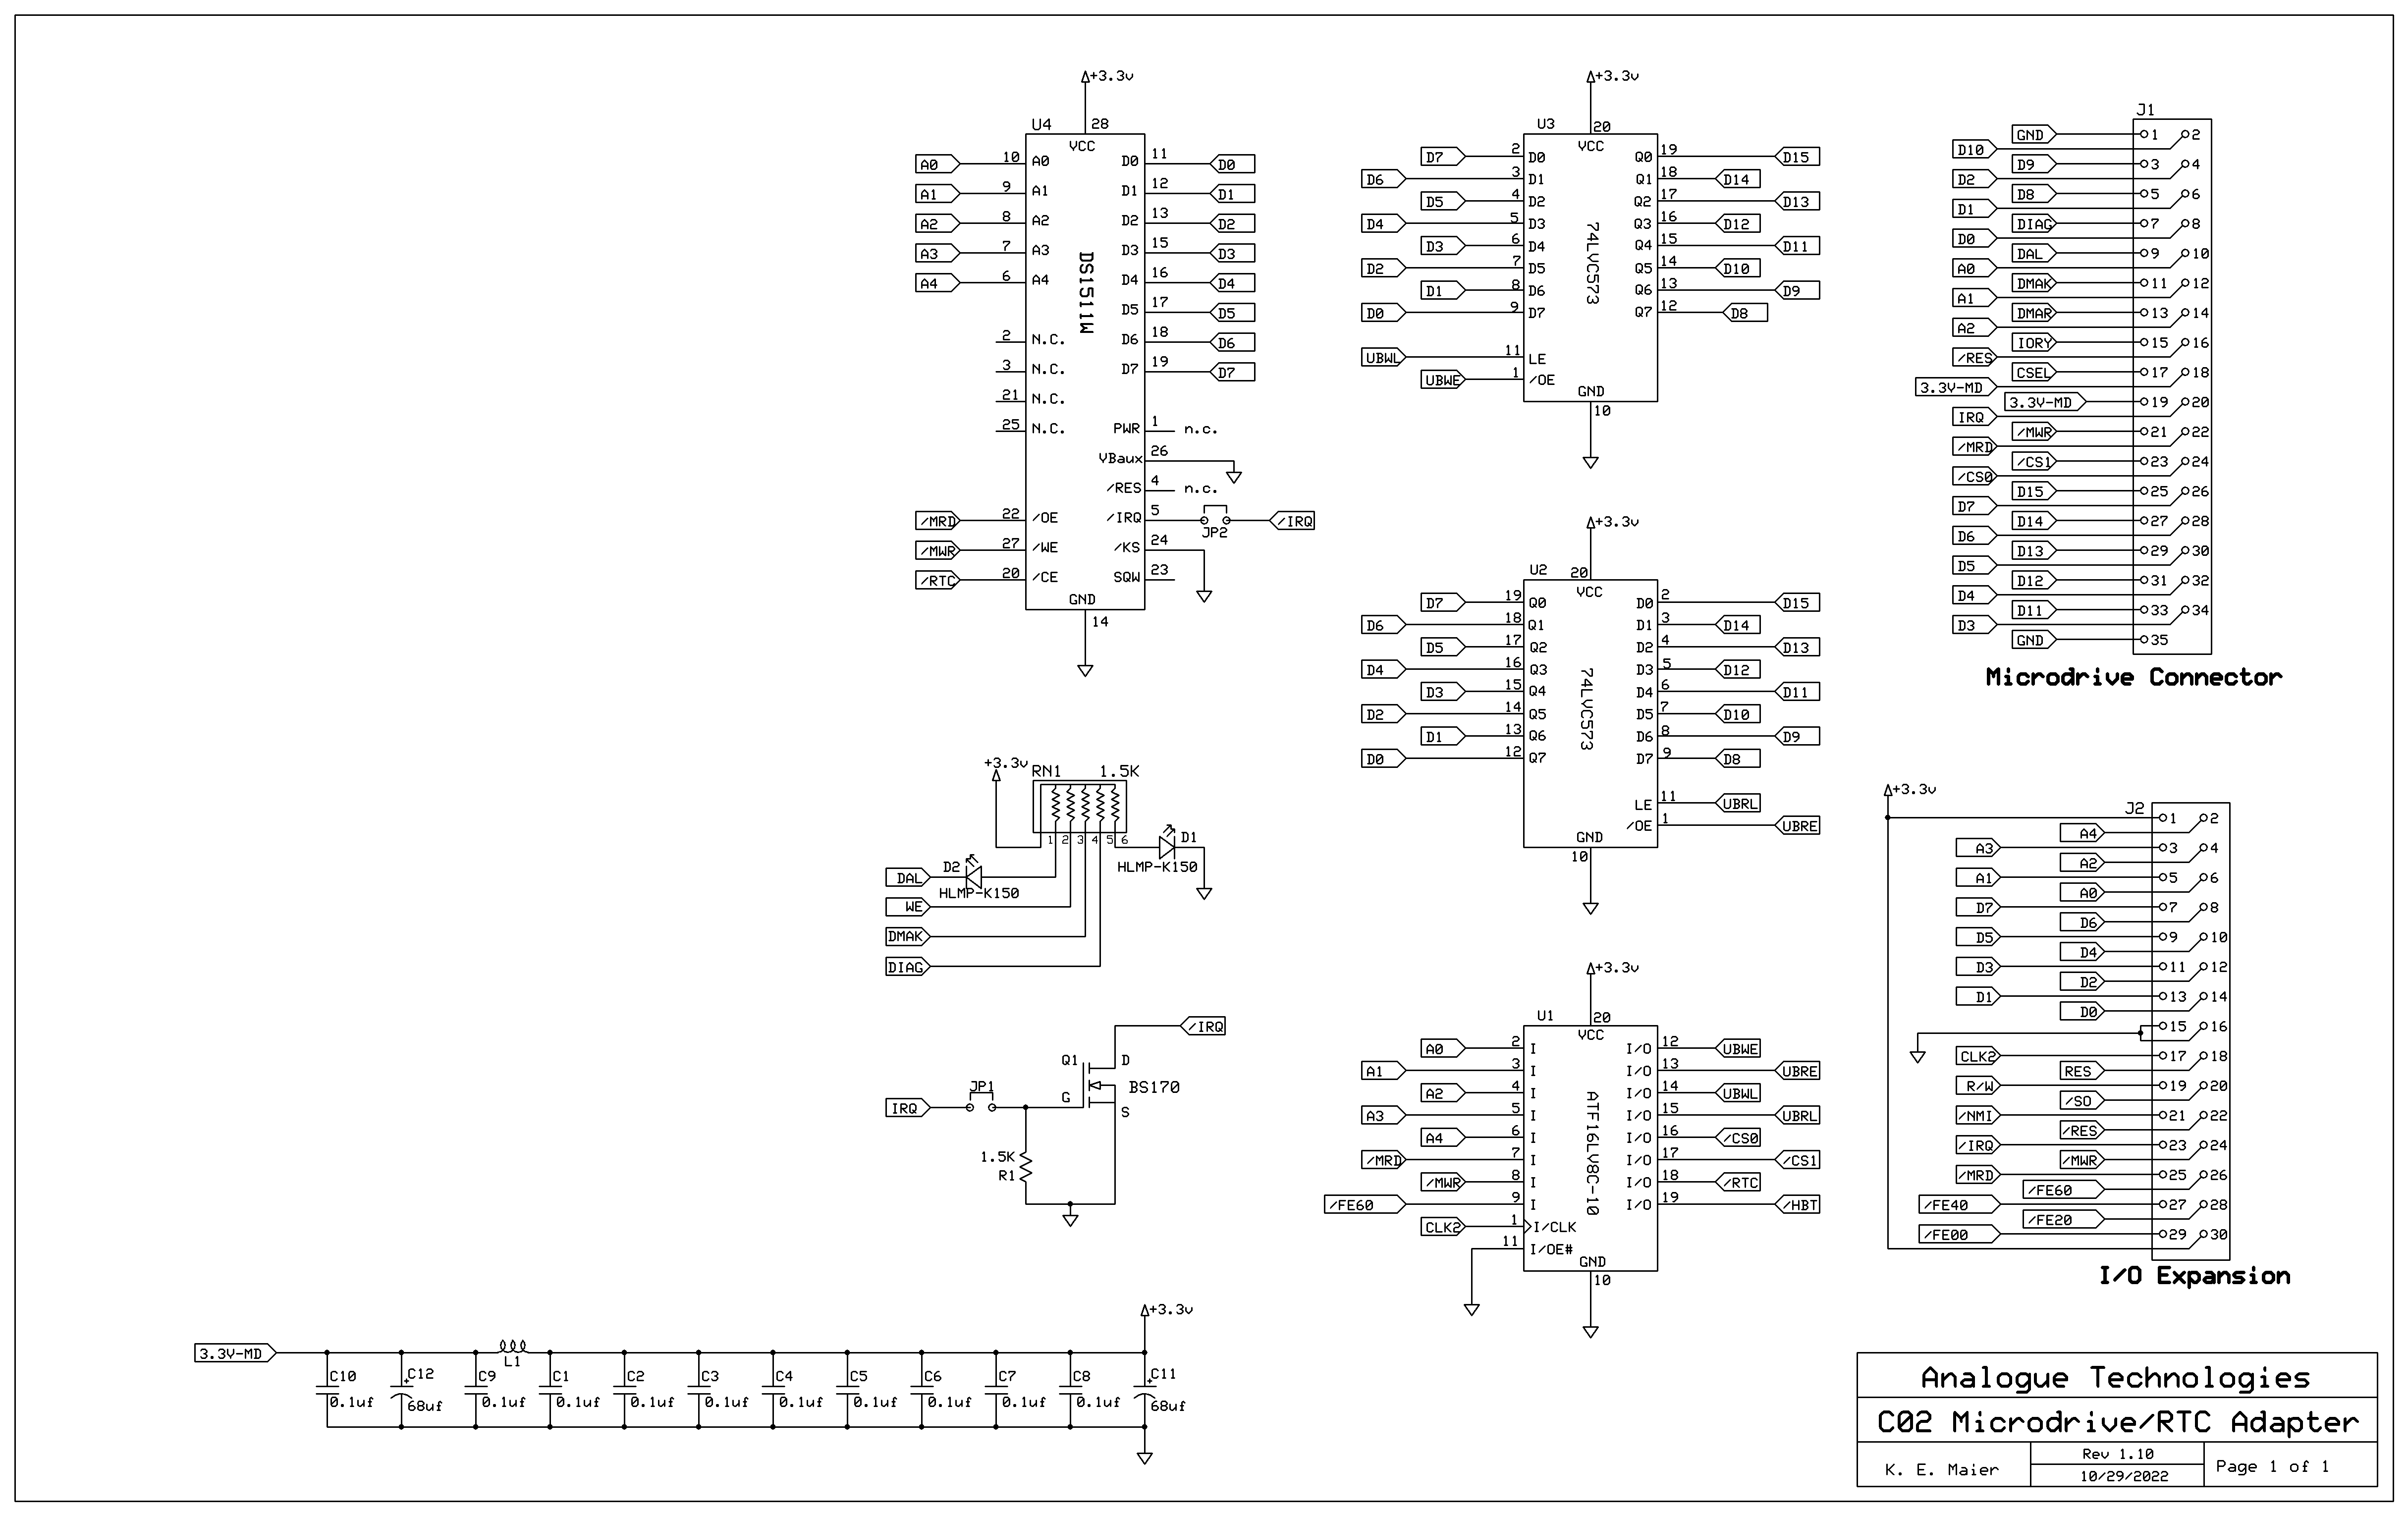 +3.3v
U4 28
VCC
A0 10 A0 D0 11 D0
A1 9 A1 D1 12 D1
A2 8 A2 D2 13 D2
A3 7 A3 D3 15 D3
A4 6 A4 D4 16 D4
D5 17 D5
2 N.C. D6 18 D6
3 N.C. D7 19 D7
21 N.C.
25 N.C. PWR 1 n.c.
VBaux 26
/RES 4 n.c.
/MRD 22 /OE /IRQ 5 JP2 /IRQ
/MWR 27 /WE /KS 24
/RTC 20 /CE SQW 23
GND
14
DS1511W
+3.3v
RN1 1.5K
1 2 3 4 5 6
D1
HLMP-K150
DAL D2
HLMP-K150
WE
DMAK
DIAG
/IRQ
Q1 D
BS170
G
S
IRQ JP1
1.5K
R1
+3.3v
3.3V-MD
L1
C10 C12 C9 C1 C2 C3 C4 C5 C6 C7 C8 C11
+ +
0.1uf 68uf 0.1uf 0.1uf 0.1uf 0.1uf 0.1uf 0.1uf 0.1uf 0.1uf 0.1uf 68uf
+3.3v
U3 20
VCC
D7 2 D0 Q0 19 D15
D6 3 D1 Q1 18 D14
D5 4 D2 Q2 17 D13
D4 5 D3 Q3 16 D12
D3 6 D4 Q4 15 D11
D2 7 D5 Q5 14 D10
D1 8 D6 Q6 13 D9
D0 9 D7 Q7 12 D8
UBWL 11 LE
UBWE 1 /OE
GND
10
74LVC573
+3.3v
U2 20
VCC
D7 19 Q0 D0 2 D15
D6 18 Q1 D1 3 D14
D5 17 Q2 D2 4 D13
D4 16 Q3 D3 5 D12
D3 15 Q4 D4 6 D11
D2 14 Q5 D5 7 D10
D1 13 Q6 D6 8 D9
D0 12 Q7 D7 9 D8
LE 11 UBRL
/OE 1 UBRE
GND
10
74LVC573
+3.3v
U1 20
VCC
A0 2 I I/O 12 UBWE
A1 3 I I/O 13 UBRE
A2 4 I I/O 14 UBWL
A3 5 I I/O 15 UBRL
A4 6 I I/O 16 /CS0
/MRD 7 I I/O 17 /CS1
/MWR 8 I I/O 18 /RTC
/FE60 9 I I/O 19 /HBT
CLK2 1 I/CLK
11 I/OE#
GND
10
ATF16LV8C-10
J1
GND 1 2
D10
D9 3 4
D2
D8 5 6
D1
DIAG 7 8
D0
DAL 9 10
A0
DMAK 11 12
A1
DMAR 13 14
A2
IORY 15 16
/RES
CSEL 17 18
3.3V-MD
3.3V-MD 19 20
IRQ
/MWR 21 22
/MRD
/CS1 23 24
/CS0
D15 25 26
D7
D14 27 28
D6
D13 29 30
D5
D12 31 32
D4
D11 33 34
D3
GND 35
Microdrive Connector
+3.3v
J2
1 2
A4
A3 3 4
A2
A1 5 6
A0
D7 7 8
D6
D5 9 10
D4
D3 11 12
D2
D1 13 14
D0
15 16
CLK2 17 18
RES
R/W 19 20
/SO
/NMI 21 22
/RES
/IRQ 23 24
/MWR
/MRD 25 26
/FE60
/FE40 27 28
/FE20
/FE00 29 30
I/O Expansion
Analogue Technologies
C02 Microdrive/RTC Adapter
K. E. Maier
Rev 1.10
10/29/2022
Page 1 of 1